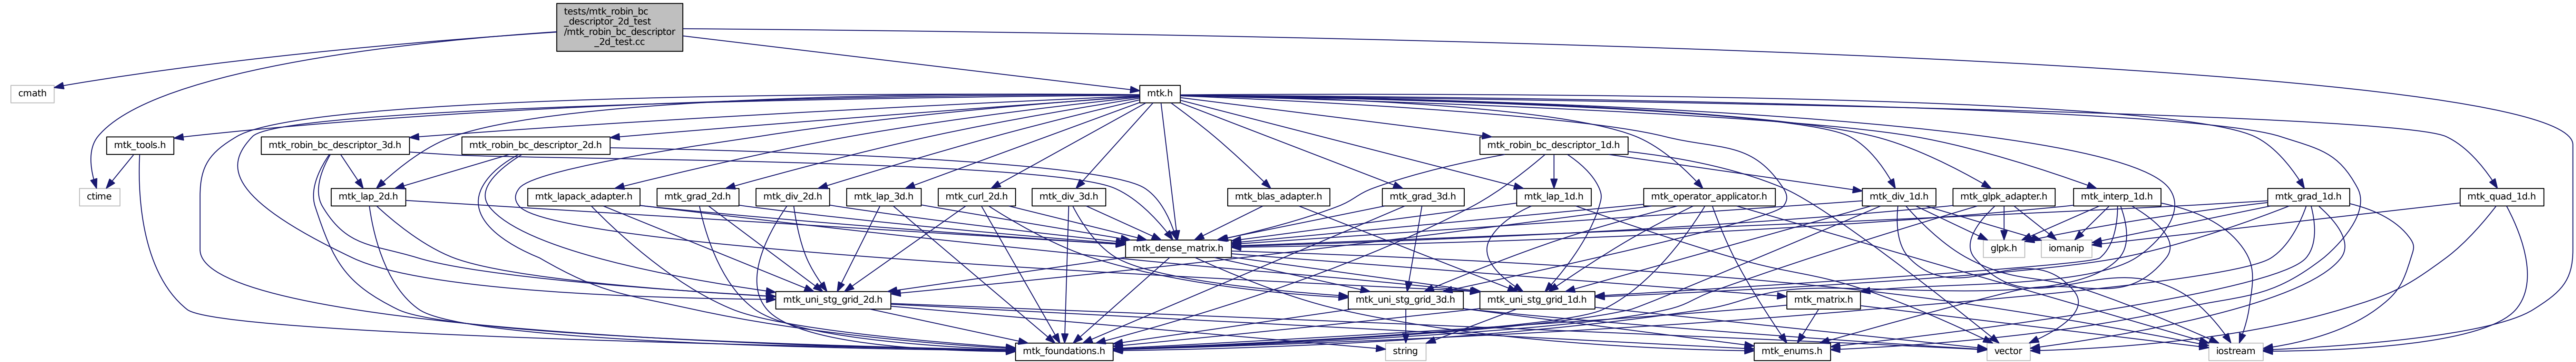 tests/mtk_robin_bc
_descriptor_2d_test
/mtk_robin_bc_descriptor
_2d_test.cc
cmath
mtk.h
mtk_tools.h
mtk_robin_bc_descriptor_3d.h
mtk_robin_bc_descriptor_2d.h
mtk_robin_bc_descriptor_1d.h
ctime
mtk_lap_2d.h
mtk_lapack_adapter.h
mtk_grad_2d.h
mtk_div_2d.h
mtk_lap_3d.h
mtk_curl_2d.h
mtk_div_3d.h
mtk_blas_adapter.h
mtk_grad_3d.h
mtk_lap_1d.h
mtk_operator_applicator.h
mtk_div_1d.h
mtk_glpk_adapter.h
mtk_interp_1d.h
mtk_grad_1d.h
mtk_quad_1d.h
mtk_dense_matrix.h
glpk.h
iomanip
mtk_uni_stg_grid_2d.h
mtk_uni_stg_grid_3d.h
mtk_uni_stg_grid_1d.h
mtk_matrix.h
mtk_foundations.h
string
mtk_enums.h
vector
iostream